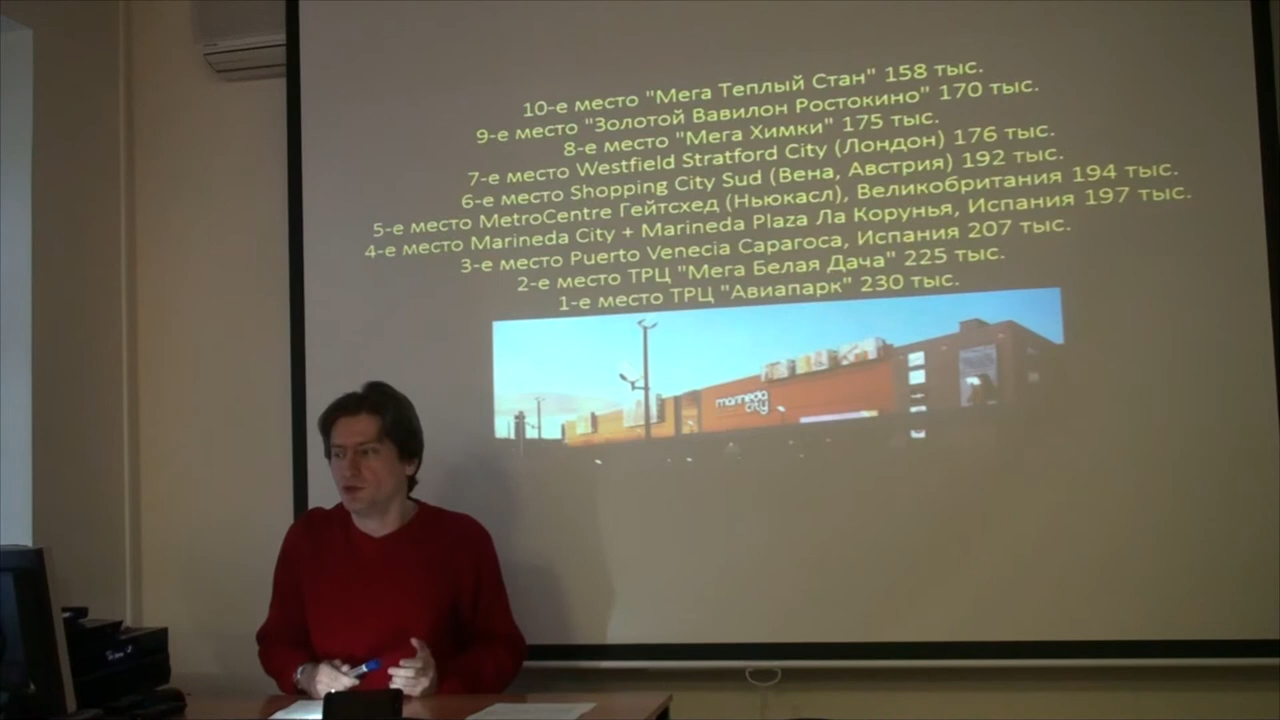 10-е место "Мега Теплый Стан" 158 тыс.
9-е место "Золотой Вавилон Ростокино" 170 тыс.
8-е место "Мега Химки" 175 тыс.
7-е место Westfield Stratford City (Лондон) 176 тыс.
6-е место Shopping City Sud (Вена, Австрия) 192 тыс.
5-е место MetroCentre Гейтсхед (Ньюкасл), Великобритания 194 тыс.
4-е место Marineda City + Marineda Plaza Ла Корунья, Испания 197 тыс.
3-е место Puerto Venecia Сарагоса, Испания 207 тыс.
2-е место ТРЦ "Мега Белая Дача" 225 тыс.
1-е место ТРЦ "Авиапарк" 230 тыс.
marineda
city